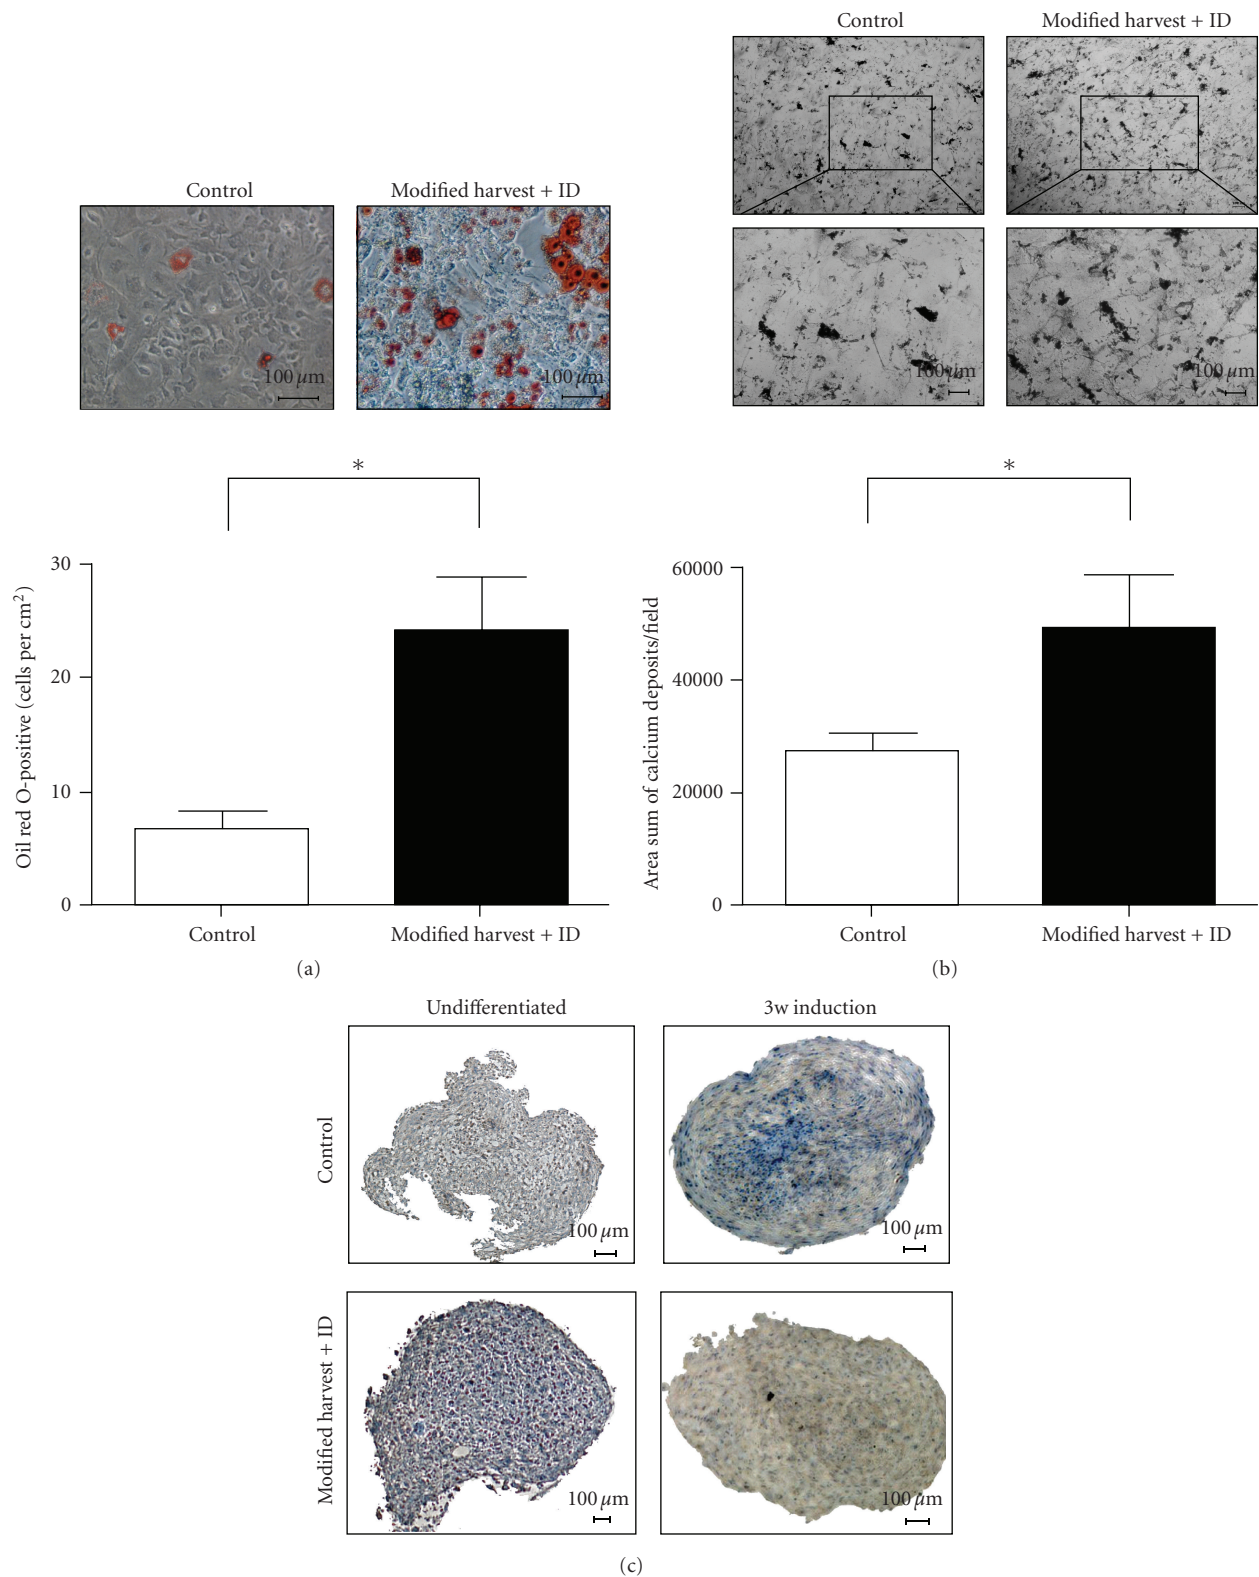 Control
Modified harvest + ID
Control
Modified harvest + ID
100 µm
100 µm
100 µm
100 µm
*
*
Oil red O-positive (cells per cm²)
30
20
10
0
Control
Modified harvest + ID
(a)
Area sum of calcium deposits/field
60000
40000
20000
0
Control
Modified harvest + ID
(b)
Undifferentiated
3w induction
Control
100 µm
100 µm
Modified harvest + ID
100 µm
100 µm
(c)